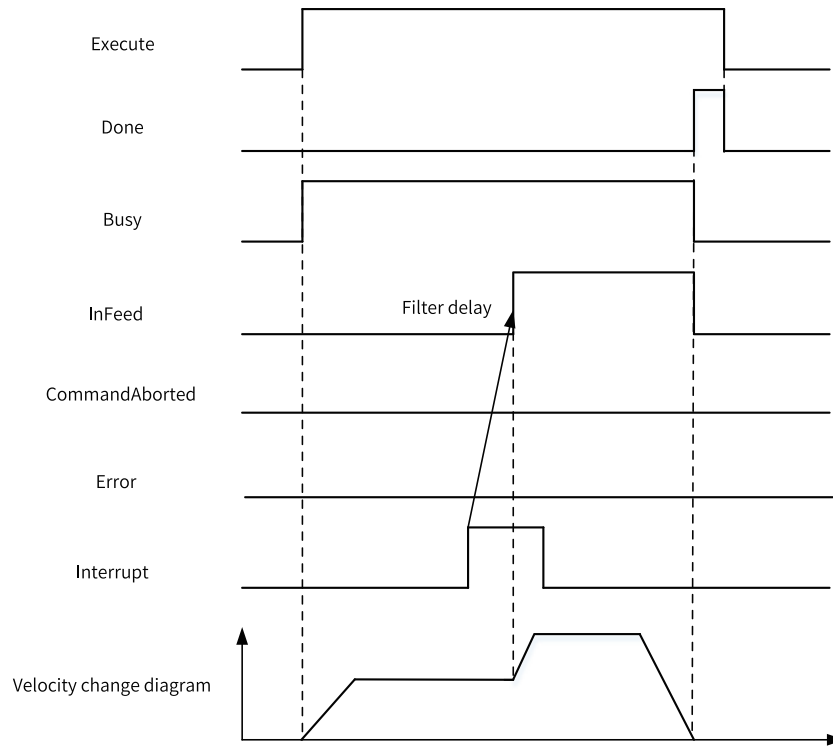 Execute
Done
Busy
Filter delay
InFeed
CommandAborted
Error
Interrupt
Velocity change diagram